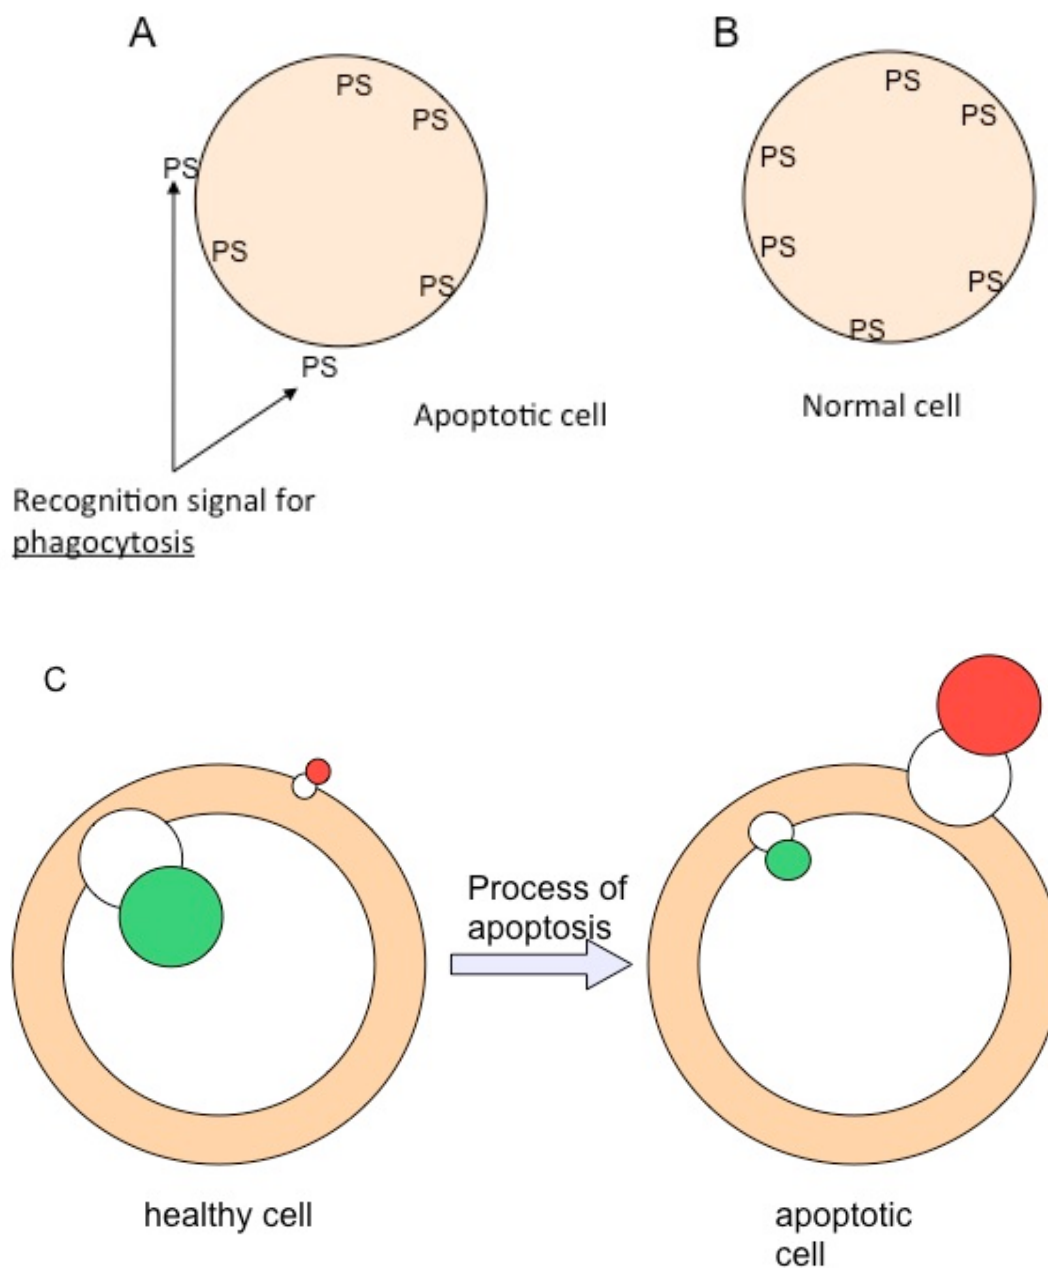 A
PS
PS
PS
PS
PS
PS
Apoptotic cell
Recognition signal for
phagocytosis
B
PS
PS
PS
PS
PS
PS
Normal cell
C
Process of
apoptosis
healthy cell
apoptotic
cell